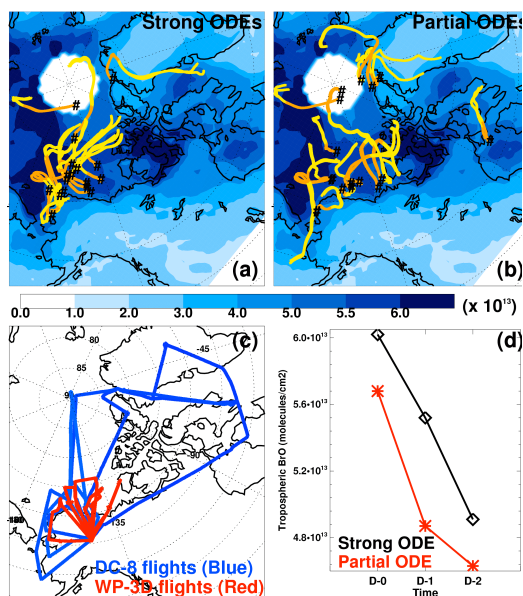 Strong ODEs
Partial ODEs
(a)
(b)
0.0 1.0 2.0 3.0 4.0 5.0 5.5 6.0 (x 10¹³)
(c)
80
-45
85
-90
-135
DC-8 flights (Blue)
WP-3D flights (Red)
(d)
Tropospheric BrO (molecules/cm2)
6.0•10¹³
5.6•10¹³
5.2•10¹³
4.8•10¹³
Strong ODE
Partial ODE
D-0 D-1 D-2
Time